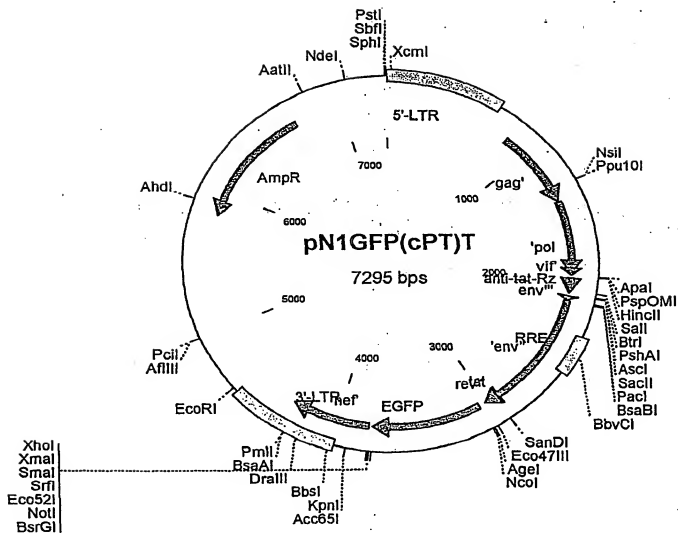 PstI
SbfI
SphI
XcmI
NdeI
AatII
5'-LTR
7000
AmpR
gag'
1000
NsiI
Ppu10I
AhdI
6000
pN1GFP(cPT)T
7295 bps
'pol
vif'
2000
anti-tat-Rz
env'''
5000
ApaI
PspOMI
HincII
SalI
BtrI
PshAI
AscI
SacII
PacI
BsaBI
RRE
'env''
3000
4000
PciI
AflIII
BbvCI
EcoRI
3'-LTR
nef'
EGFP
SanDI
Eco47III
AgeI
NcoI
PmlI
BsaAI
DraIII
BbsI
KpnI
Acc65I
XhoI
XmaI
SmaI
SrfI
Eco52I
NotI
BsrGI